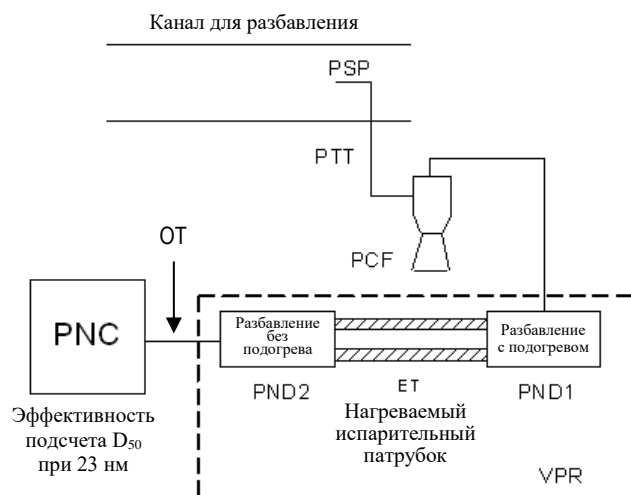 Канал для разбавления
PSP
PTT
PCF
OT
PNC
Разбавление
без
подогрева
Разбавление
с подогревом
PND2
ET
PND1
Эффективность
подсчета D₅₀
при 23 нм
Нагреваемый
испарительный
патрубок
VPR